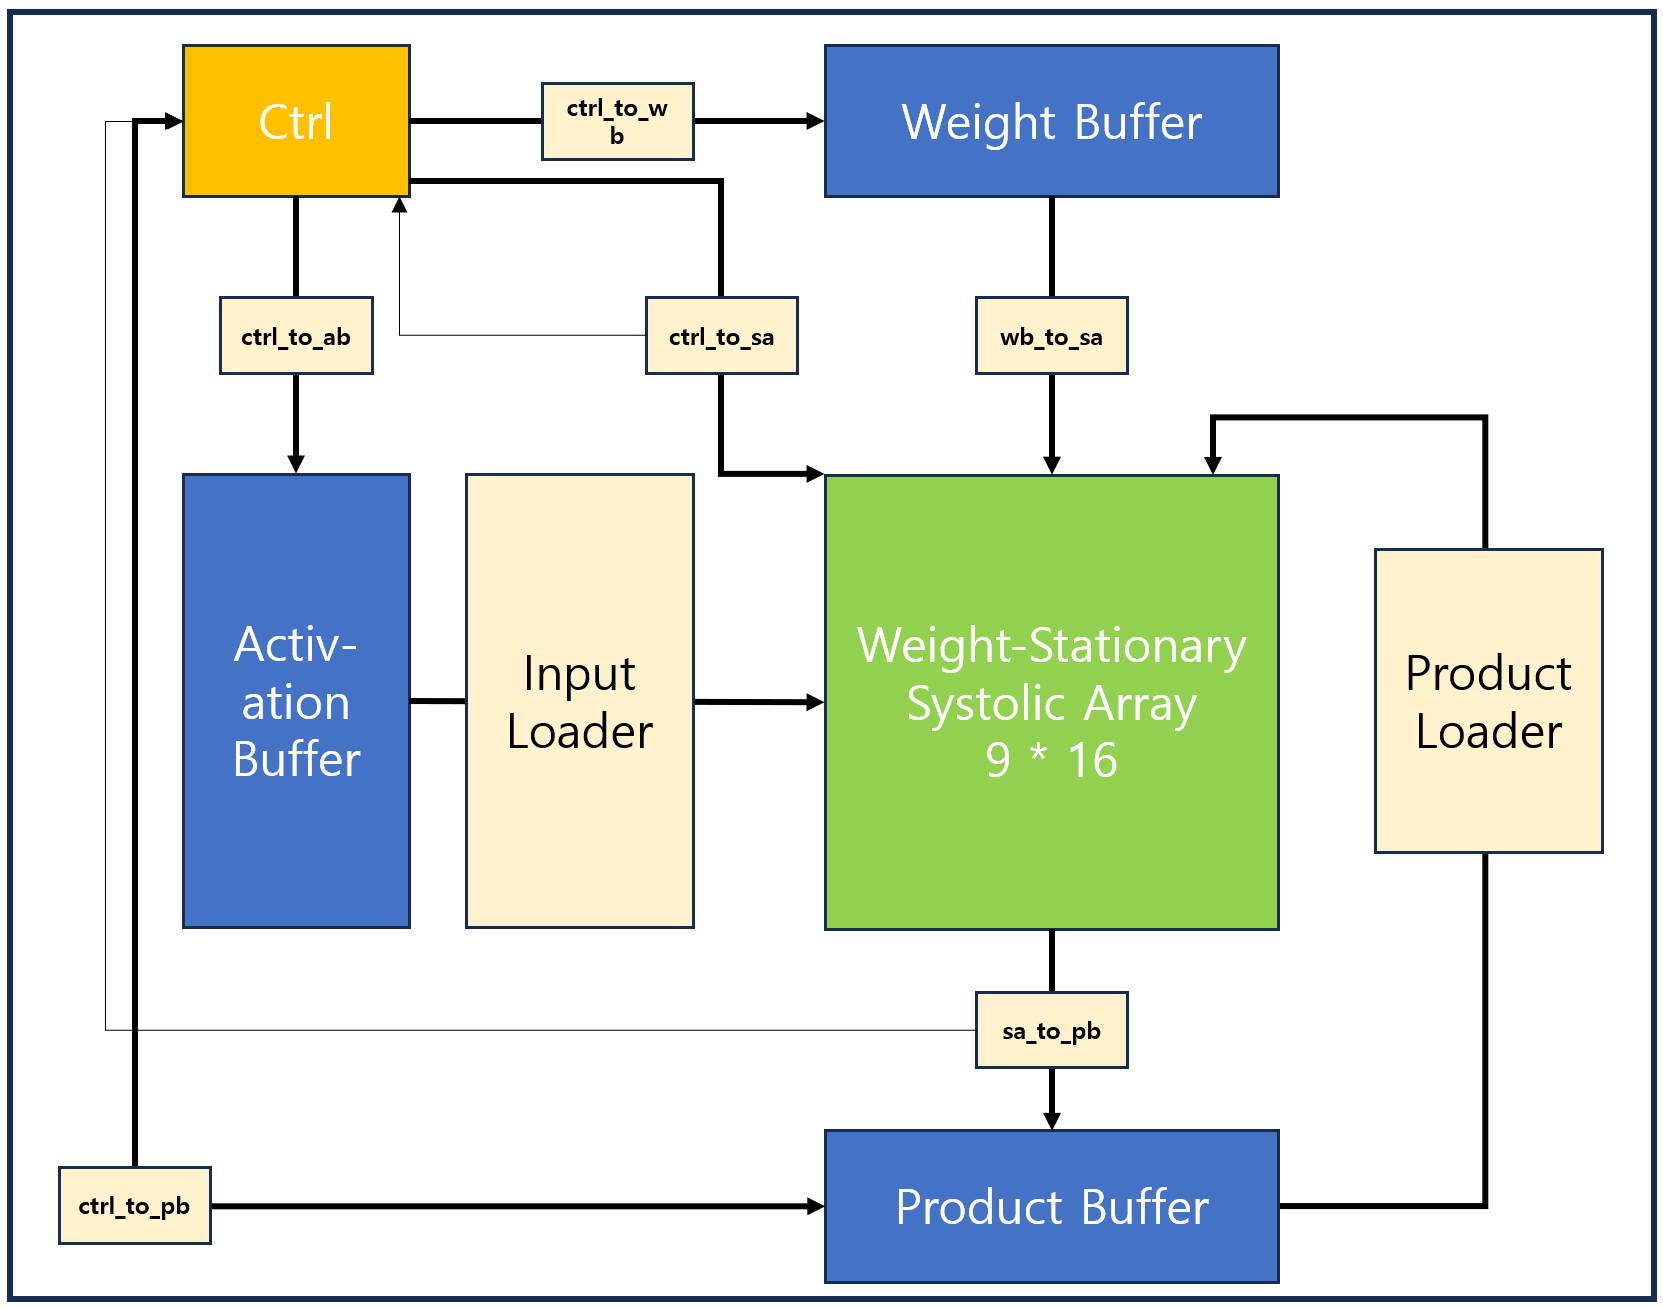 Ctrl
ctrl_to_w
b
Weight Buffer
ctrl_to_ab
ctrl_to_sa
wb_to_sa
Activ-
ation
Buffer
Input
Loader
Weight-Stationary
Systolic Array
9 * 16
Product
Loader
sa_to_pb
ctrl_to_pb
Product Buffer